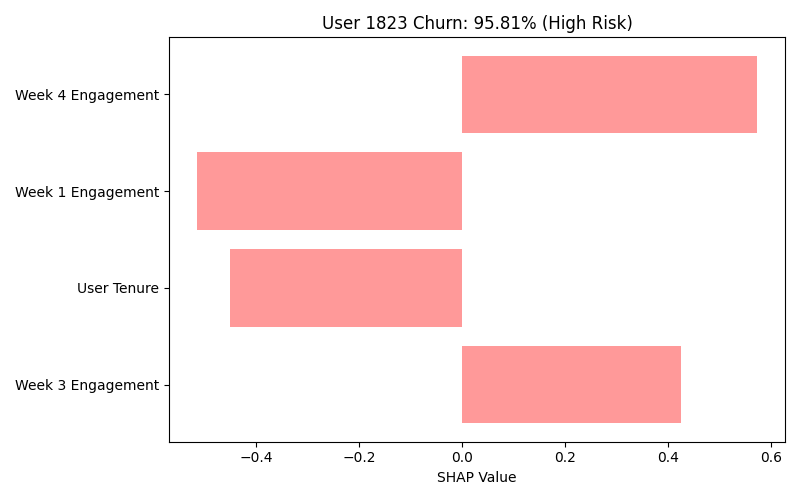 User 1823 Churn: 95.81% (High Risk)
Week 4 Engagement
Week 1 Engagement
User Tenure
Week 3 Engagement
−0.4 −0.2 0.0 0.2 0.4 0.6
SHAP Value